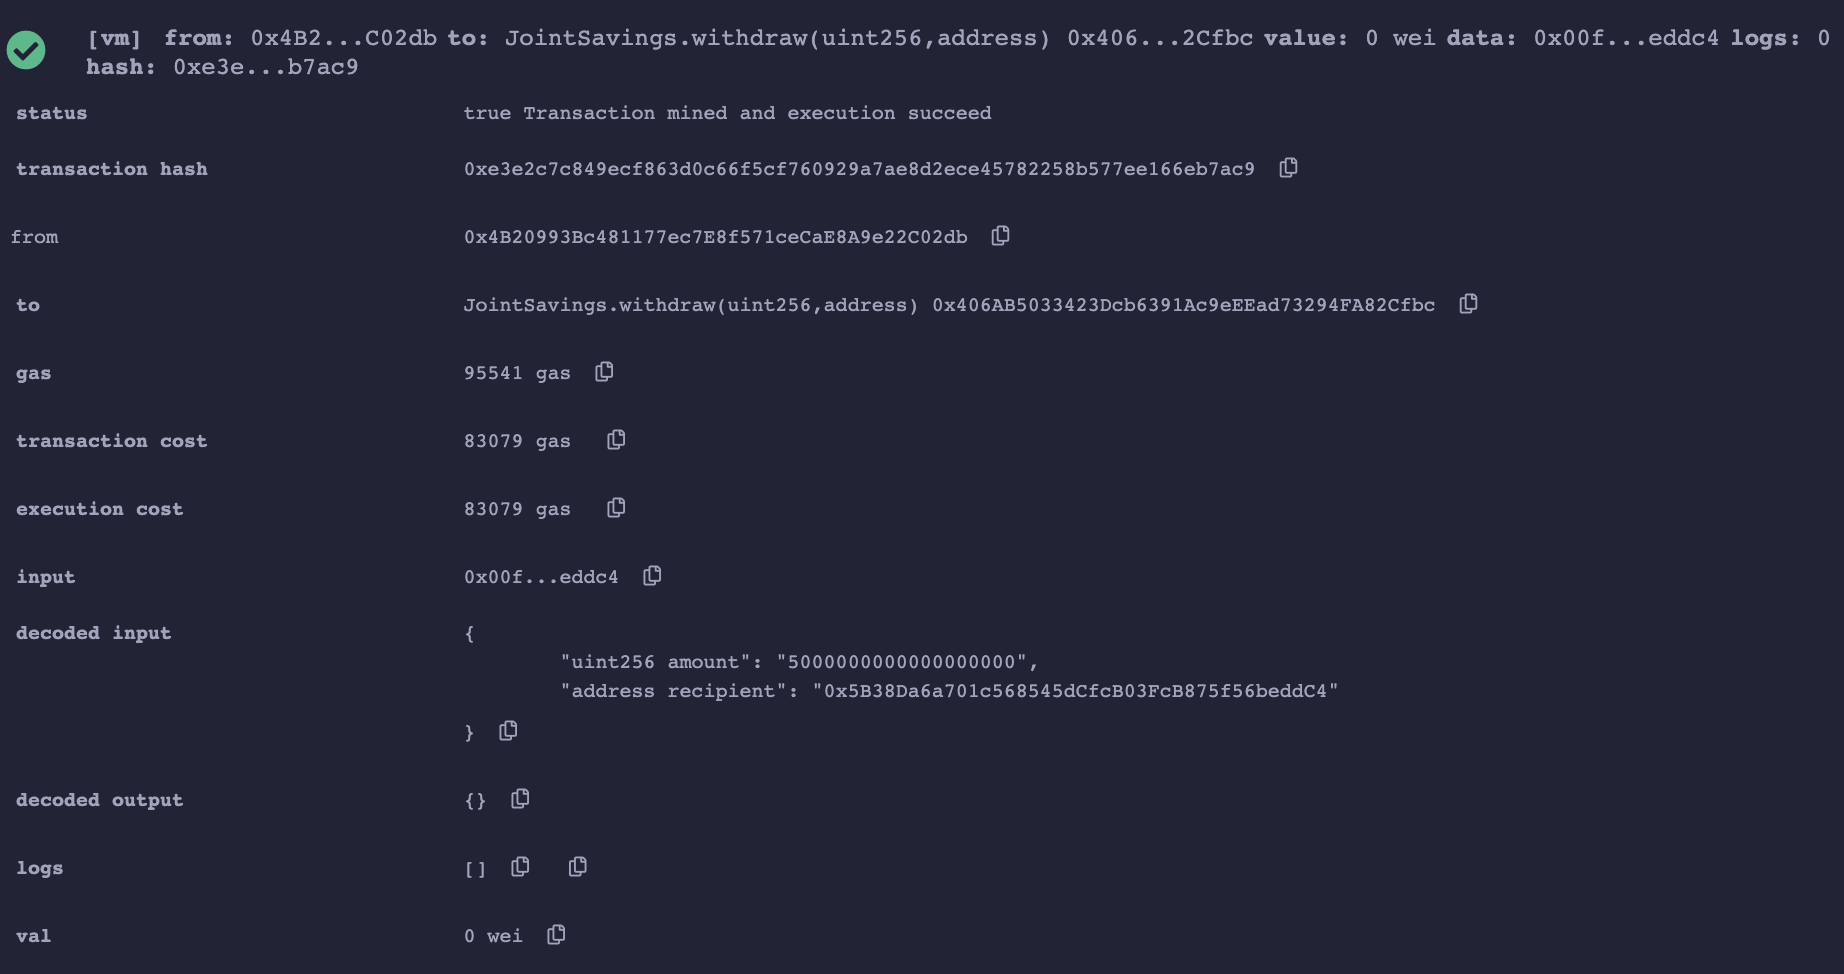 [vm] from: 0x4B2...C02db to: JointSavings.withdraw(uint256,address) 0x406...2Cfbc value: 0 wei data: 0x00f...eddc4 logs: 0
hash: 0xe3e...b7ac9
status true Transaction mined and execution succeed
transaction hash 0xe3e2c7c849ecf863d0c66f5cf760929a7ae8d2ece45782258b577ee166eb7ac9
from 0x4B20993Bc481177ec7E8f571ceCaE8A9e22C02db
to JointSavings.withdraw(uint256,address) 0x406AB5033423Dcb6391Ac9eEEad73294FA82Cfbc
gas 95541 gas
transaction cost 83079 gas
execution cost 83079 gas
input 0x00f...eddc4
decoded input {
"uint256 amount": "5000000000000000000",
"address recipient": "0x5B38Da6a701c568545dCfcB03FcB875f56beddC4"
}
decoded output {}
logs []
val 0 wei